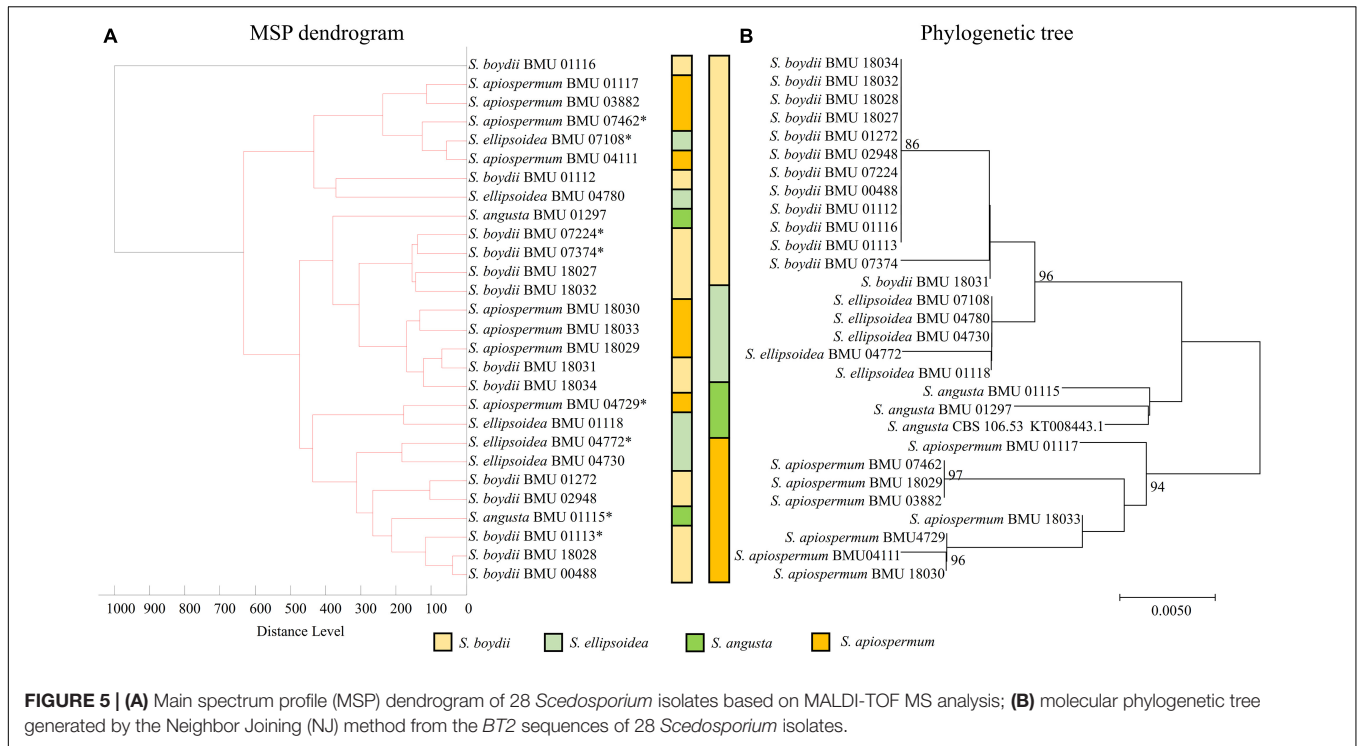 A MSP dendrogram
S. boydii BMU 01116
S. apiospermum BMU 01117
S. apiospermum BMU 03882
S. apiospermum BMU 07462*
S. ellipsoidea BMU 07108*
S. apiospermum BMU 04111
S. boydii BMU 01112
S. ellipsoidea BMU 04780
S. angusta BMU 01297
S. boydii BMU 07224*
S. boydii BMU 07374*
S. boydii BMU 18027
S. boydii BMU 18032
S. apiospermum BMU 18030
S. apiospermum BMU 18033
S. apiospermum BMU 18029
S. boydii BMU 18031
S. boydii BMU 18034
S. apiospermum BMU 04729*
S. ellipsoidea BMU 01118
S. ellipsoidea BMU 04772*
S. ellipsoidea BMU 04730
S. boydii BMU 01272
S. boydii BMU 02948
S. angusta BMU 01115*
S. boydii BMU 01113*
S. boydii BMU 18028
S. boydii BMU 00488
1000 900 800 700 600 500 400 300 200 100 0
Distance Level
B Phylogenetic tree
S. boydii BMU 18034
S. boydii BMU 18032
S. boydii BMU 18028
S. boydii BMU 18027
S. boydii BMU 01272
86
S. boydii BMU 02948
S. boydii BMU 07224
S. boydii BMU 00488
S. boydii BMU 01112
S. boydii BMU 01116
S. boydii BMU 01113
S. boydii BMU 07374
96
S. boydii BMU 18031
S. ellipsoidea BMU 07108
S. ellipsoidea BMU 04780
S. ellipsoidea BMU 04730
S. ellipsoidea BMU 04772
S. ellipsoidea BMU 01118
S. angusta BMU 01115
S. angusta BMU 01297
S. angusta CBS 106.53 KT008443.1
S. apiospermum BMU 01117
S. apiospermum BMU 07462
97
S. apiospermum BMU 18029
94
S. apiospermum BMU 03882
S. apiospermum BMU 18033
S. apiospermum BMU4729
S. apiospermum BMU04111
96
S. apiospermum BMU 18030
0.0050
S. boydii S. ellipsoidea S. angusta S. apiospermum
FIGURE 5 | (A) Main spectrum profile (MSP) dendrogram of 28 Scedosporium isolates based on MALDI-TOF MS analysis; (B) molecular phylogenetic tree
generated by the Neighbor Joining (NJ) method from the BT2 sequences of 28 Scedosporium isolates.